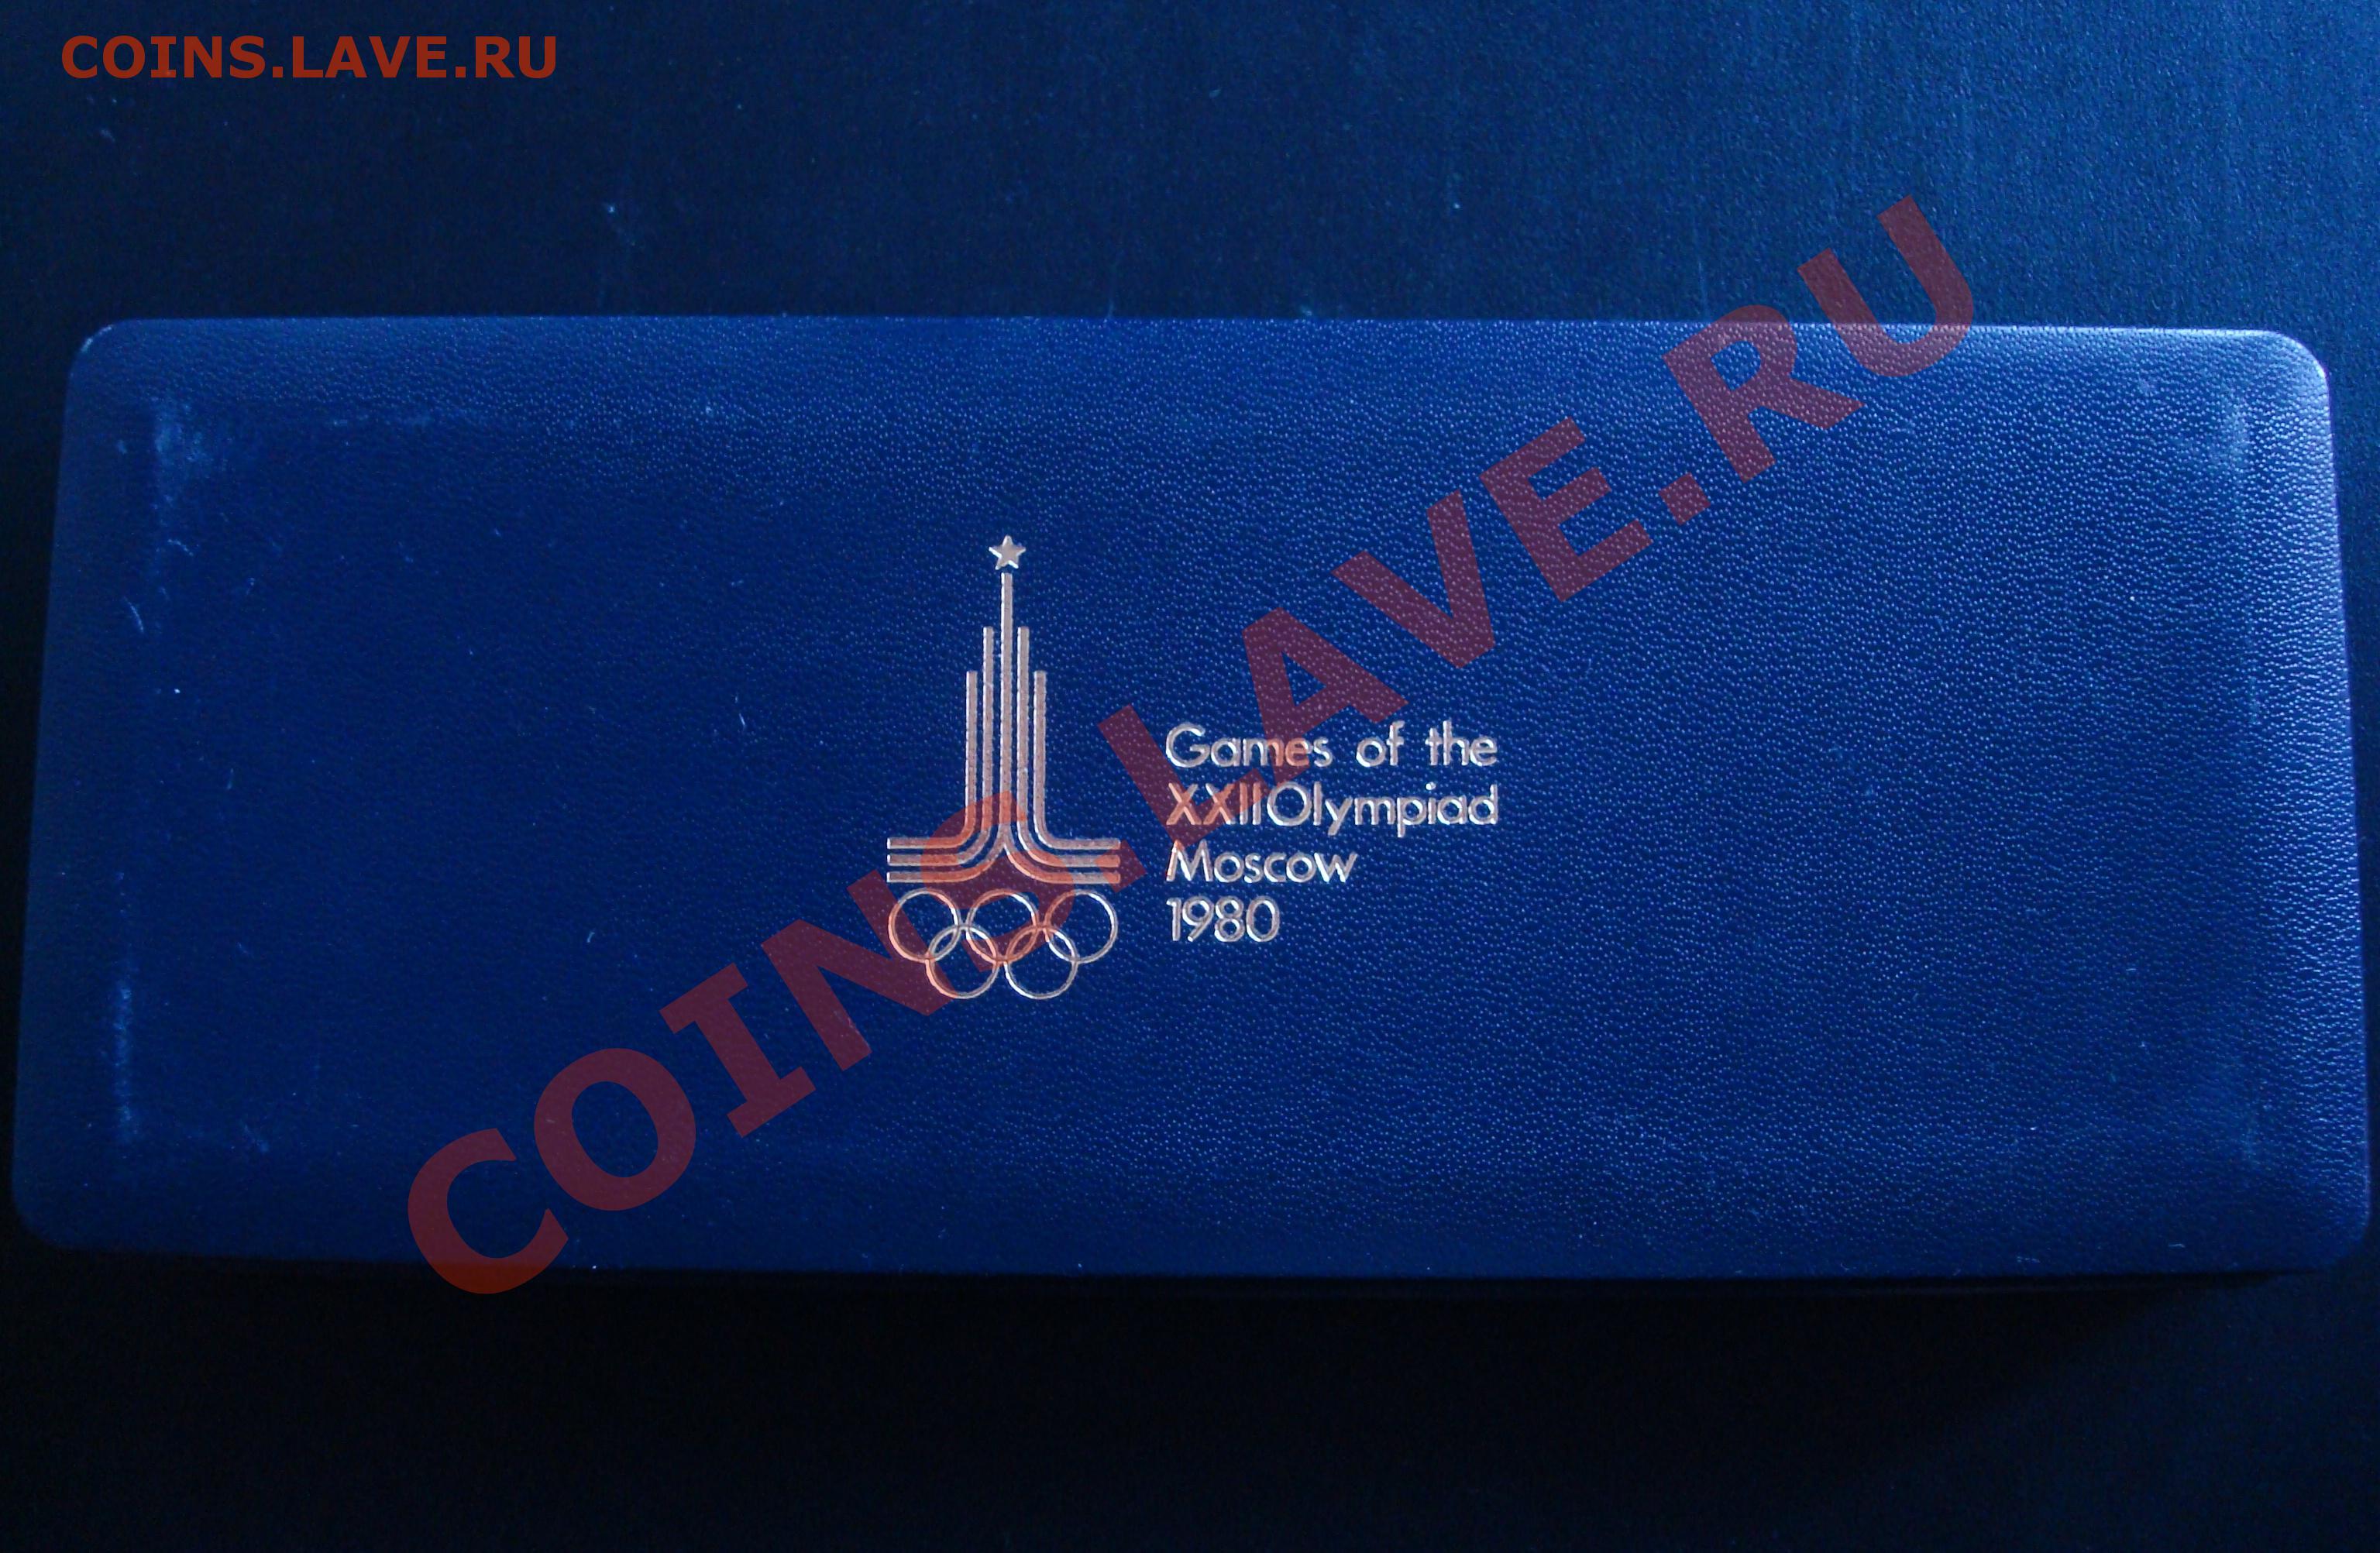 COINS.LAVE.RU
Games of the
XXII Olympiad
Moscow
1980
COINS.LAVE.RU